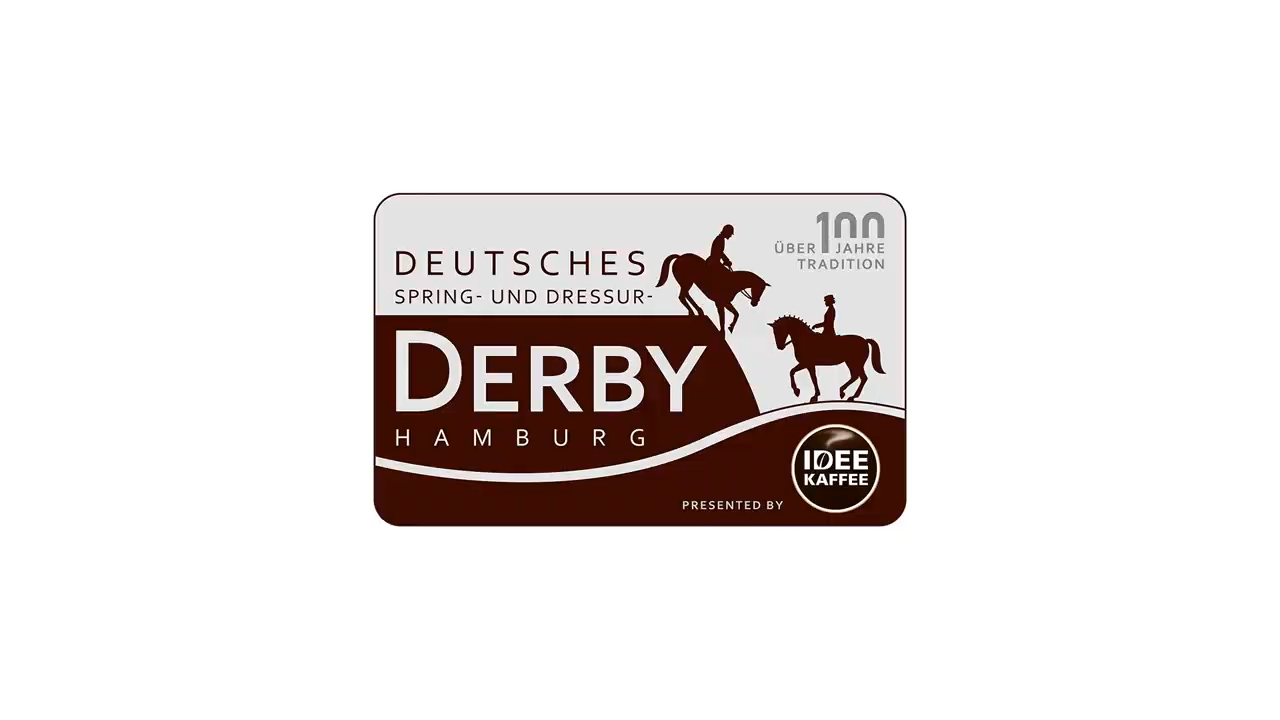 DEUTSCHES
SPRING- UND DRESSUR-
DERBY
HAMBURG
100
ÜBER JAHRE
TRADITION
PRESENTED BY
IDEE
KAFFEE